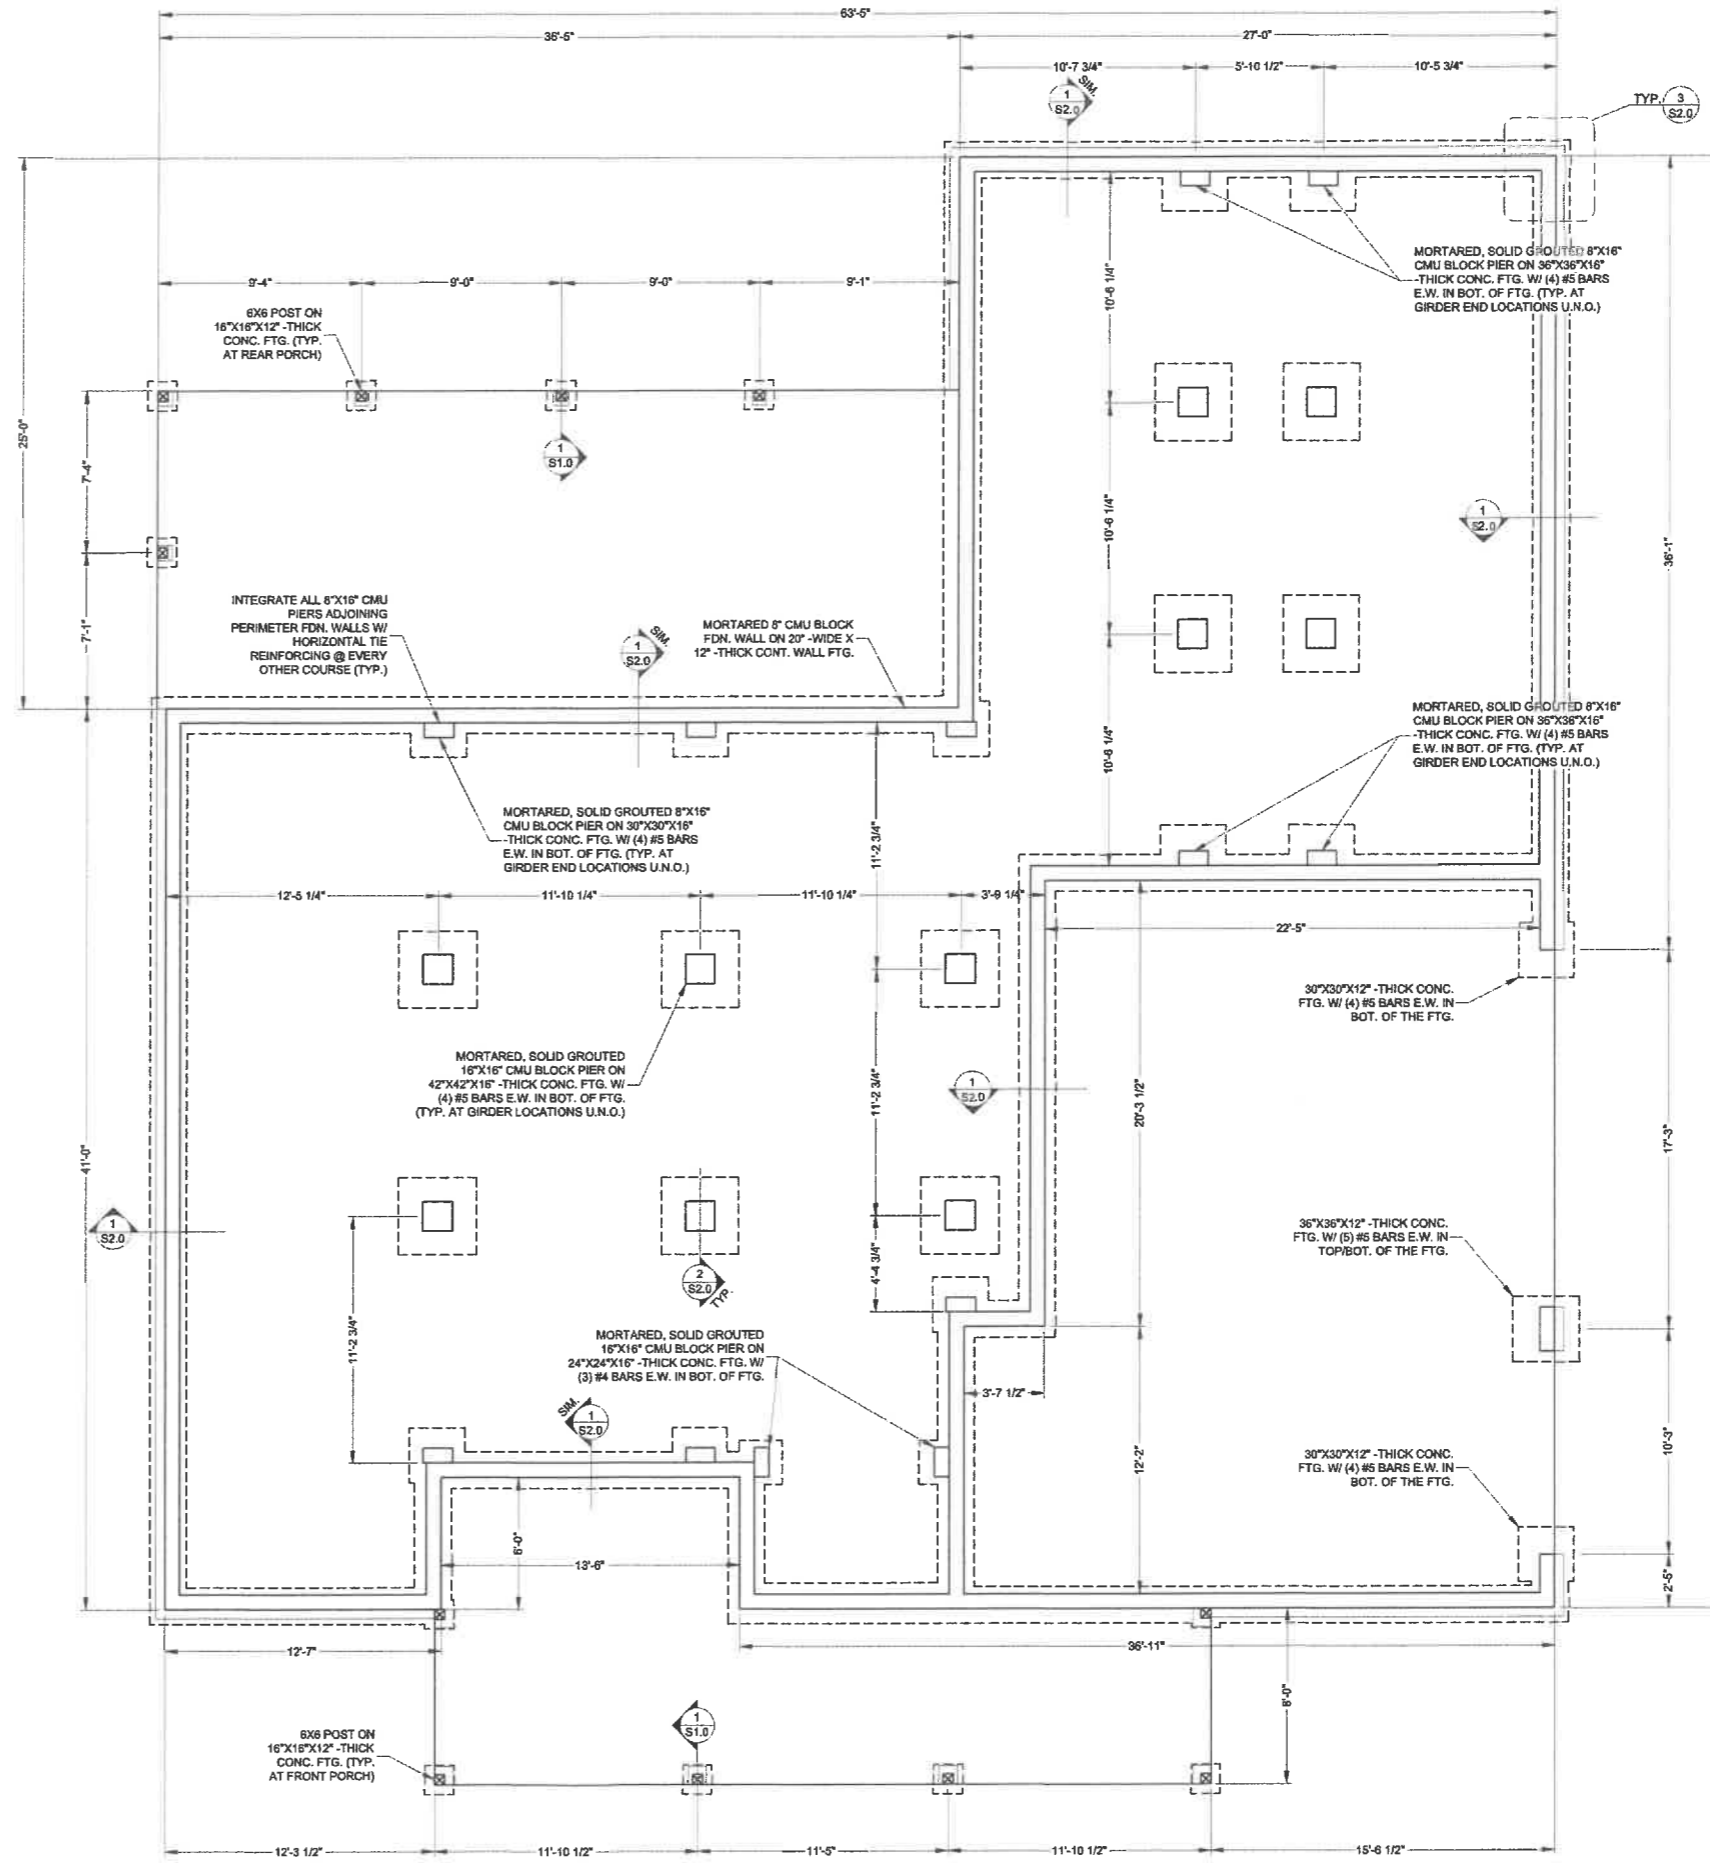 63'-5"
36'-5"
27'-0"
10'-7 3/4"
5'-10 1/2"
10'-5 3/4"
SIM.
1
S2.0
TYP.
3
S2.0
25'-0"
9'-4"
9'-0"
9'-0"
9'-1"
6X6 POST ON
16"X16"X12" -THICK
CONC. FTG. (TYP.
AT REAR PORCH)
MORTARED, SOLID GROUTED 8"X16"
CMU BLOCK PIER ON 36"X36"X16"
-THICK CONC. FTG. W/ (4) #5 BARS
E.W. IN BOT. OF FTG. (TYP. AT
GIRDER END LOCATIONS U.N.O.)
10'-6 1/4"
1
S1.0
7'-4"
10'-6 1/4"
1
S2.0
36'-1"
7'-1"
INTEGRATE ALL 8"X16" CMU
PIERS ADJOINING
PERIMETER FDN. WALLS W/
HORIZONTAL TIE
REINFORCING @ EVERY
OTHER COURSE (TYP.)
SIM.
1
S2.0
MORTARED 8" CMU BLOCK
FDN. WALL ON 20" -WIDE X
12" -THICK CONT. WALL FTG.
10'-6 1/4"
MORTARED, SOLID GROUTED 8"X16"
CMU BLOCK PIER ON 36"X36"X16"
-THICK CONC. FTG. W/ (4) #5 BARS
E.W. IN BOT. OF FTG. (TYP. AT
GIRDER END LOCATIONS U.N.O.)
MORTARED, SOLID GROUTED 8"X16"
CMU BLOCK PIER ON 30"X30"X16"
-THICK CONC. FTG. W/ (4) #5 BARS
E.W. IN BOT. OF FTG. (TYP. AT
GIRDER END LOCATIONS U.N.O.)
11'-2 3/4"
12'-5 1/4"
11'-10 1/4"
11'-10 1/4"
3'-9 1/4"
22'-5"
30"X30"X12" -THICK CONC.
FTG. W/ (4) #5 BARS E.W. IN
BOT. OF THE FTG.
MORTARED, SOLID GROUTED
16"X16" CMU BLOCK PIER ON
42"X42"X16" -THICK CONC. FTG. W/
(4) #5 BARS E.W. IN BOT. OF FTG.
(TYP. AT GIRDER LOCATIONS U.N.O.)
11'-2 3/4"
1
S2.0
20'-3 1/2"
17'-3"
41'-0"
1
S2.0
36"X36"X12" -THICK CONC.
FTG. W/ (5) #5 BARS E.W. IN
TOP/BOT. OF THE FTG.
4'-4 3/4"
2
S2.0
TYP.
11'-2 3/4"
MORTARED, SOLID GROUTED
16"X16" CMU BLOCK PIER ON
24"X24"X16" -THICK CONC. FTG. W/
(3) #4 BARS E.W. IN BOT. OF FTG.
3'-7 1/2"
SIM.
1
S2.0
12'-2"
10'-3"
30"X30"X12" -THICK CONC.
FTG. W/ (4) #5 BARS E.W. IN
BOT. OF THE FTG.
6'-0"
13'-6"
2'-5"
12'-7"
36'-11"
8'-0"
1
S1.0
6X6 POST ON
16"X16"X12" -THICK
CONC. FTG. (TYP.
AT FRONT PORCH)
12'-3 1/2"
11'-10 1/2"
11'-5"
11'-10 1/2"
15'-6 1/2"